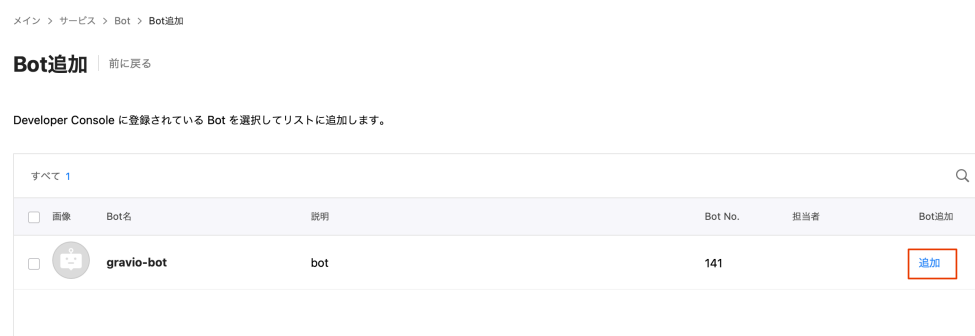 メイン > サービス > Bot > Bot追加
Bot追加 前に戻る
Developer Console に登録されている Bot を選択してリストに追加します。
すべて 1
画像 Bot名 説明 Bot No. 担当者 Bot追加
gravio-bot bot 141 追加